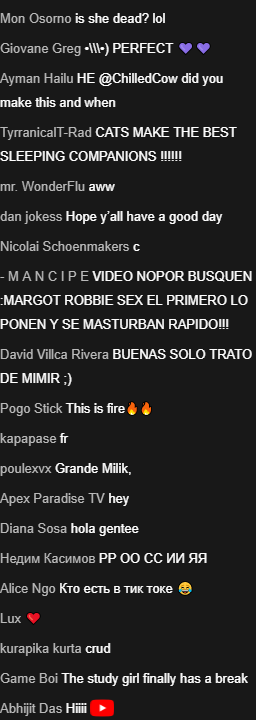 Mon Osorno is she dead? lol
Giovane Greg •\\\•) PERFECT 💜 💜
Ayman Hailu HE @ChilledCow did you
make this and when
TyrranicalT-Rad CATS MAKE THE BEST
SLEEPING COMPANIONS !!!!!!
mr. WonderFlu aww
dan jokess Hope y'all have a good day
Nicolai Schoenmakers c
- M A N C I P E VIDEO NOPOR BUSQUEN
:MARGOT ROBBIE SEX EL PRIMERO LO
PONEN Y SE MASTURBAN RAPIDO!!!
David Villca Rivera BUENAS SOLO TRATO
DE MIMIR ;)
Pogo Stick This is fire🔥🔥
kapapase fr
poulexvx Grande Milik,
Apex Paradise TV hey
Diana Sosa hola gentee
Недим Касимов РР ОО СС ИИ ЯЯ
Alice Ngo Кто есть в тик токе 😂
Lux ❤️
kurapika kurta crud
Game Boi The study girl finally has a break
Abhijit Das Hiiii